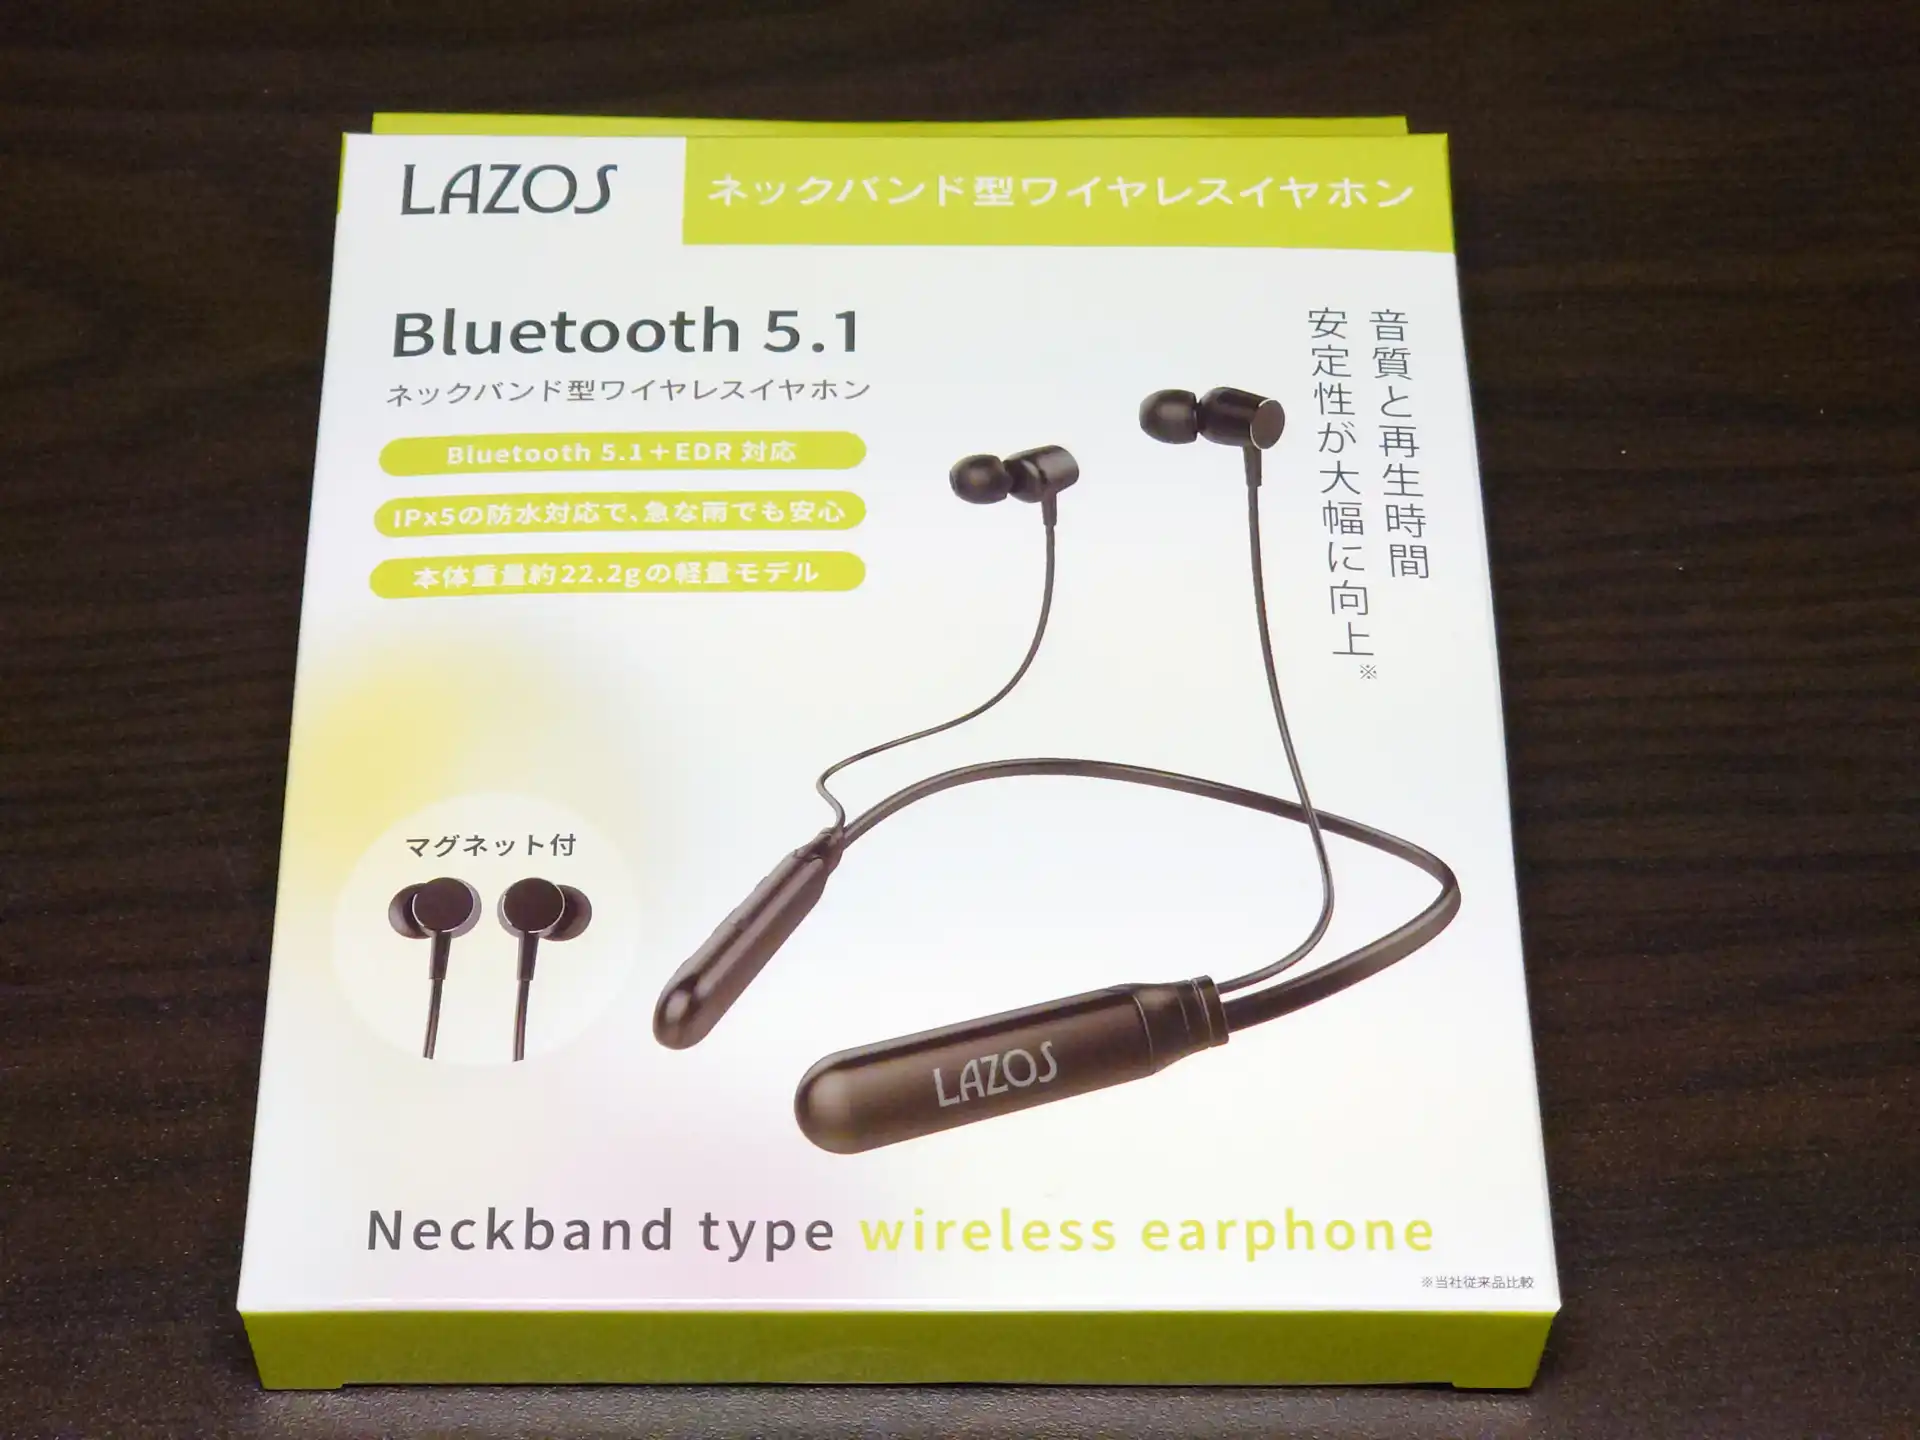 LAZOS
ネックバンド型ワイヤレスイヤホン
Bluetooth 5.1
ネックバンド型ワイヤレスイヤホン
Bluetooth 5.1+EDR 対応
IPx5の防水対応で、急な雨でも安心
本体重量約22.2gの軽量モデル
音質と再生時間
安定性が大幅に向上※
マグネット付
LAZOS
Neckband type wireless earphone
※当社従来品比較